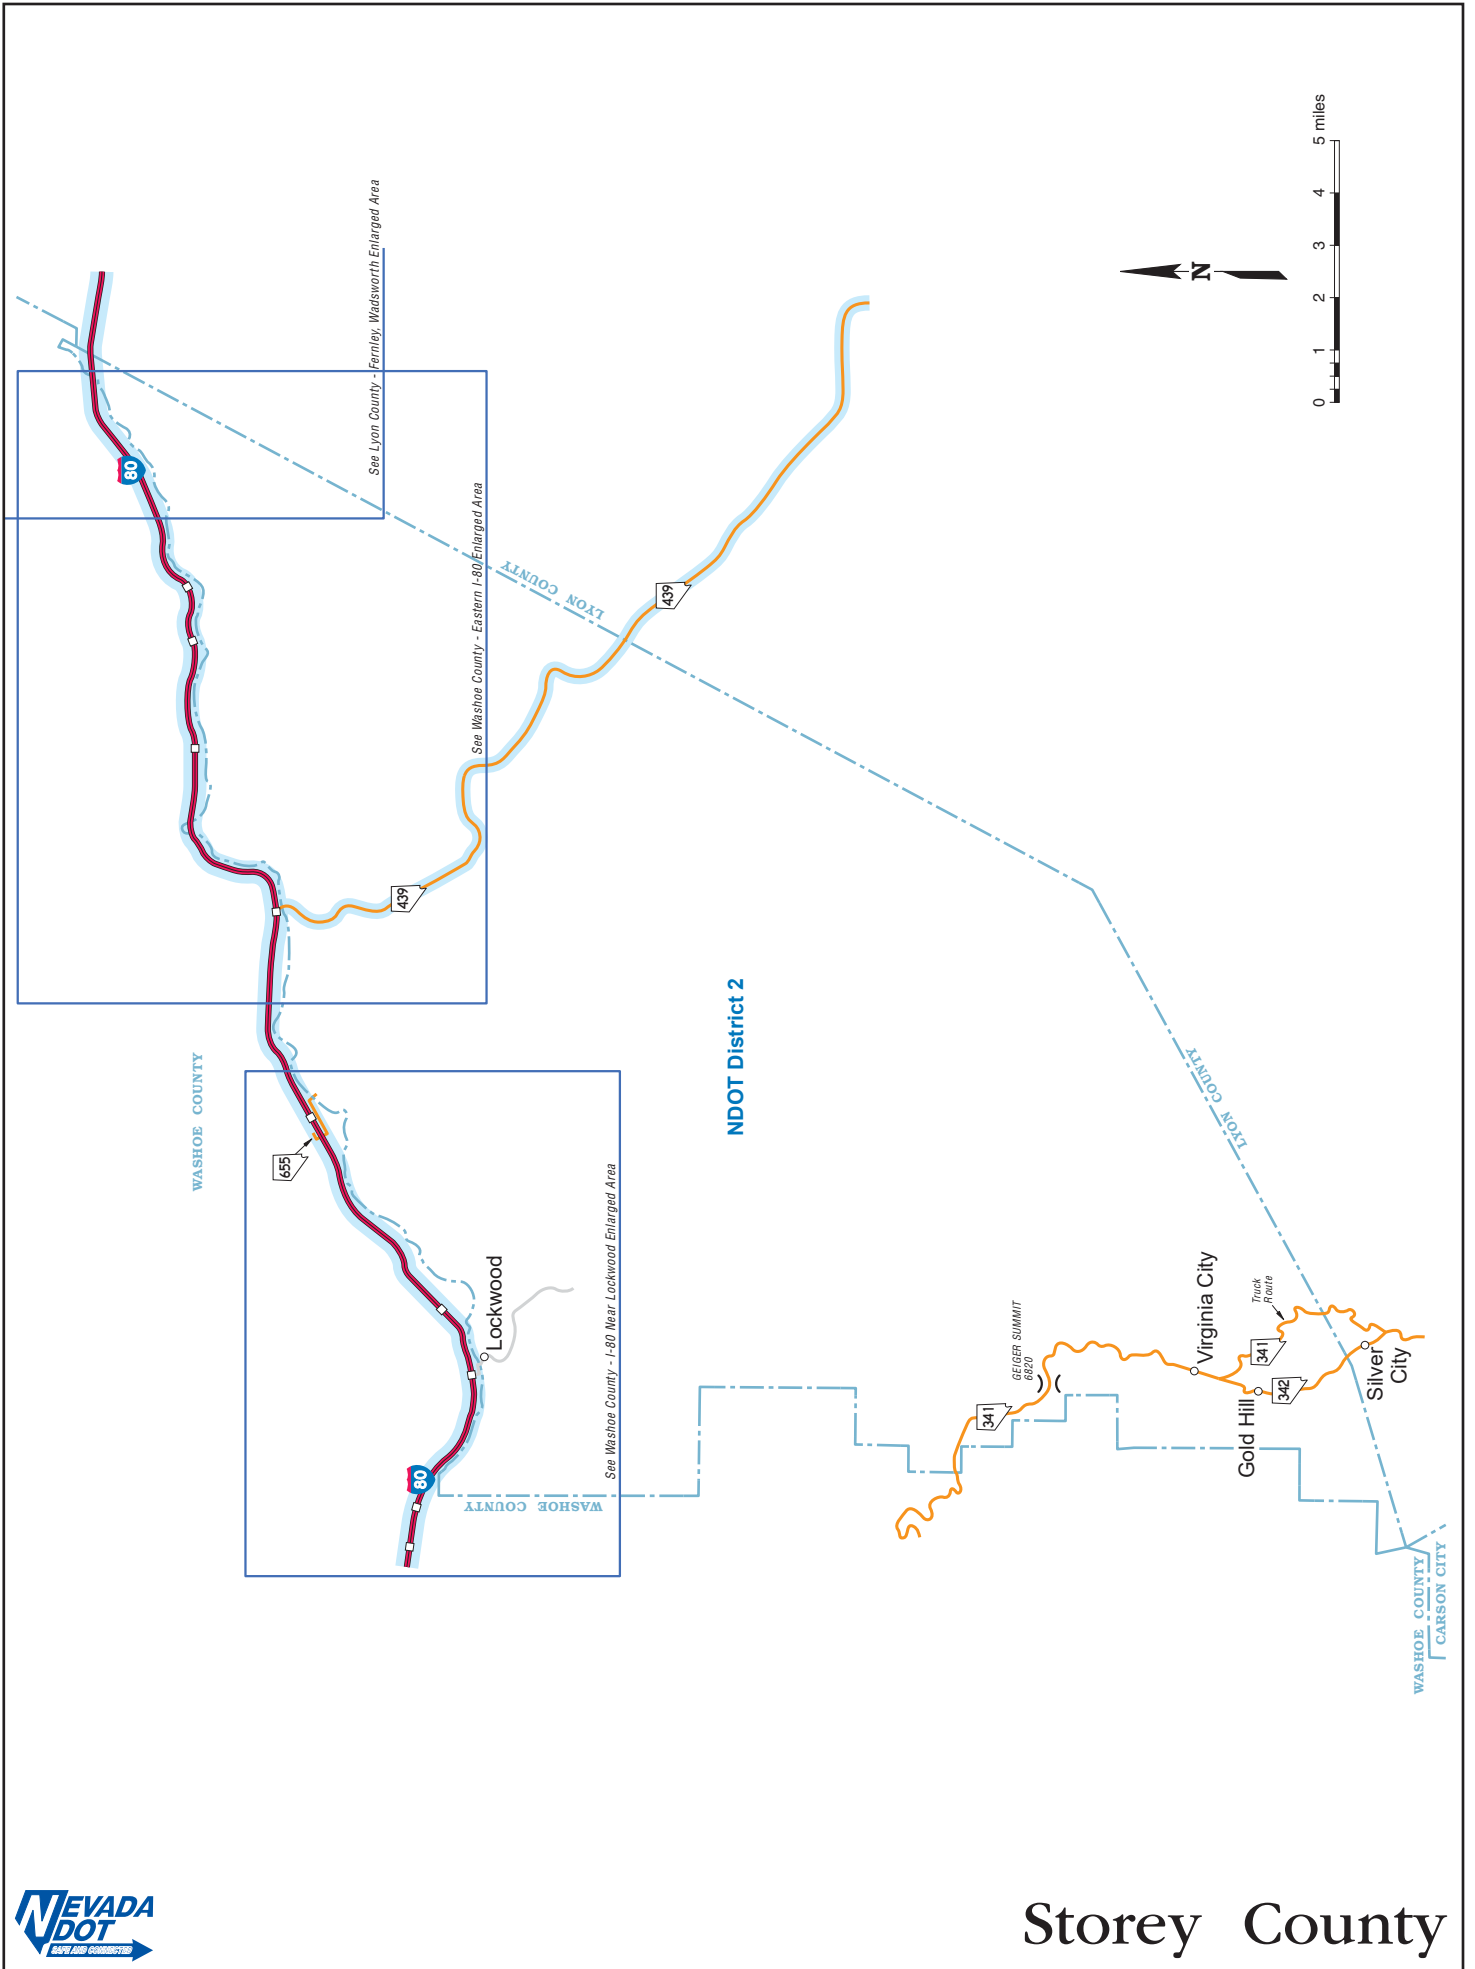 See Lyon County - Fernley, Wadsworth Enlarged Area
80
See Washoe County - Eastern I-80 Enlarged Area
LYON COUNTY
439
439
0 1 2 3 4 5 miles
N
WASHOE COUNTY
655
NDOT District 2
See Washoe County - I-80 Near Lockwood Enlarged Area
Lockwood
80
WASHOE COUNTY
LYON COUNTY
GEIGER SUMMIT
6820
341
Virginia City
Truck
Route
341
342
Gold Hill
Silver
City
WASHOE COUNTY
CARSON CITY
NEVADA
DOT
SAFE AND CONNECTED
Storey County